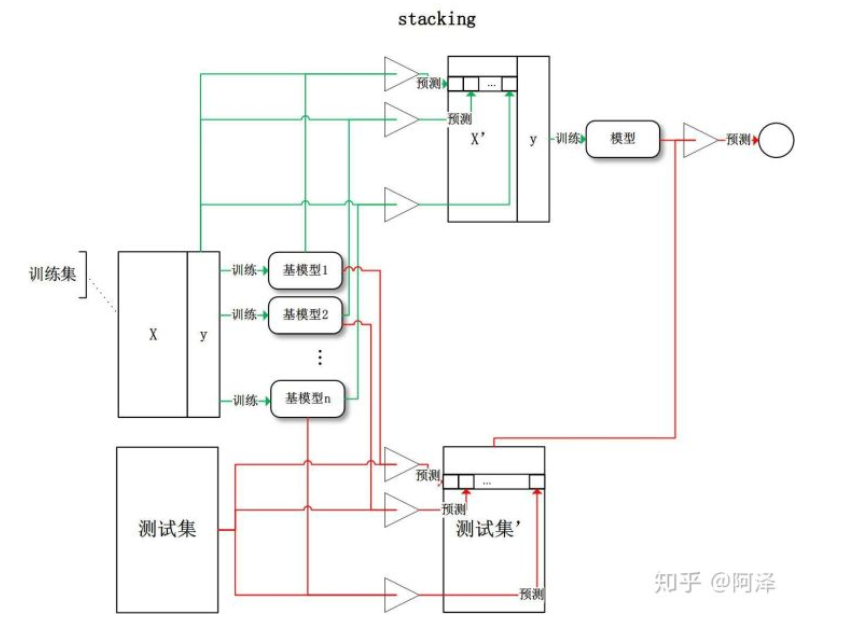 stacking
预测
预测
...
X'
y
训练
模型
预测
训练集
X
y
训练
基模型1
训练
基模型2
⋮
训练
基模型n
测试集
预测
...
预测
测试集'
预测
知乎 @阿泽